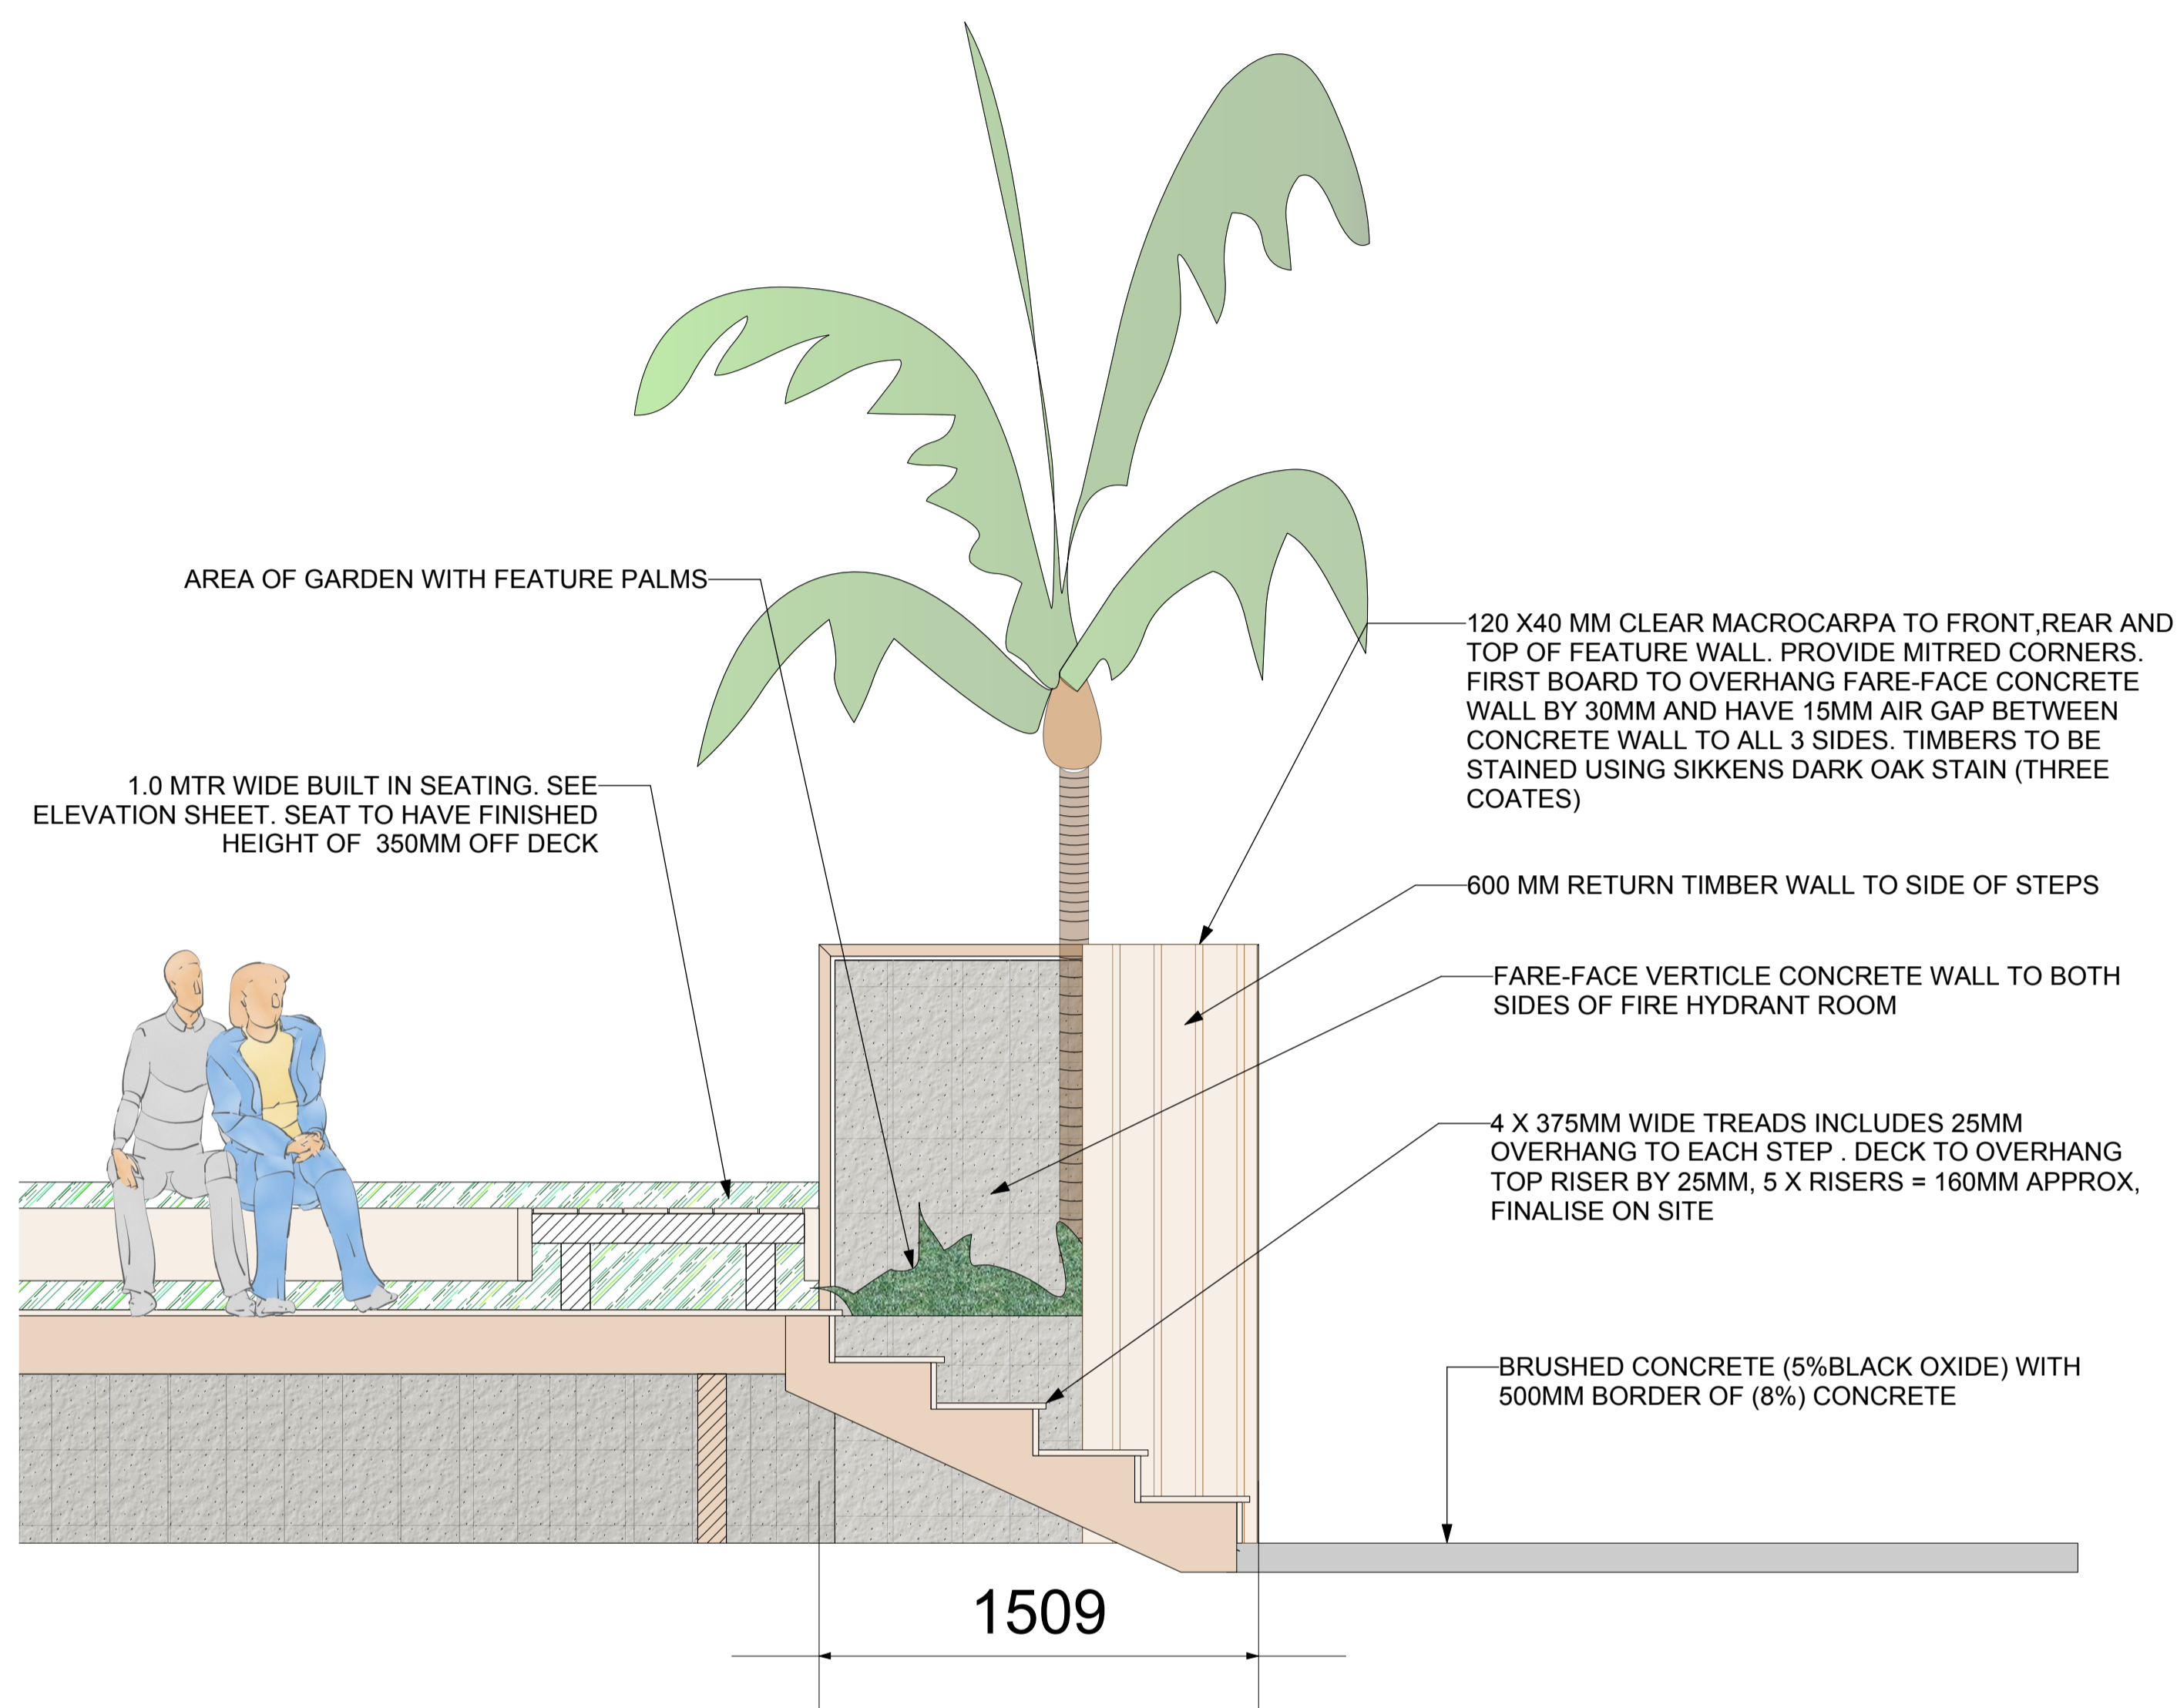 AREA OF GARDEN WITH FEATURE PALMS
1.0 MTR WIDE BUILT IN SEATING. SEE
ELEVATION SHEET. SEAT TO HAVE FINISHED
HEIGHT OF 350MM OFF DECK
120 X40 MM CLEAR MACROCARPA TO FRONT,REAR AND
TOP OF FEATURE WALL. PROVIDE MITRED CORNERS.
FIRST BOARD TO OVERHANG FARE-FACE CONCRETE
WALL BY 30MM AND HAVE 15MM AIR GAP BETWEEN
CONCRETE WALL TO ALL 3 SIDES. TIMBERS TO BE
STAINED USING SIKKENS DARK OAK STAIN (THREE
COATES)
600 MM RETURN TIMBER WALL TO SIDE OF STEPS
FARE-FACE VERTICLE CONCRETE WALL TO BOTH
SIDES OF FIRE HYDRANT ROOM
4 X 375MM WIDE TREADS INCLUDES 25MM
OVERHANG TO EACH STEP . DECK TO OVERHANG
TOP RISER BY 25MM, 5 X RISERS = 160MM APPROX,
FINALISE ON SITE
BRUSHED CONCRETE (5%BLACK OXIDE) WITH
500MM BORDER OF (8%) CONCRETE
1509